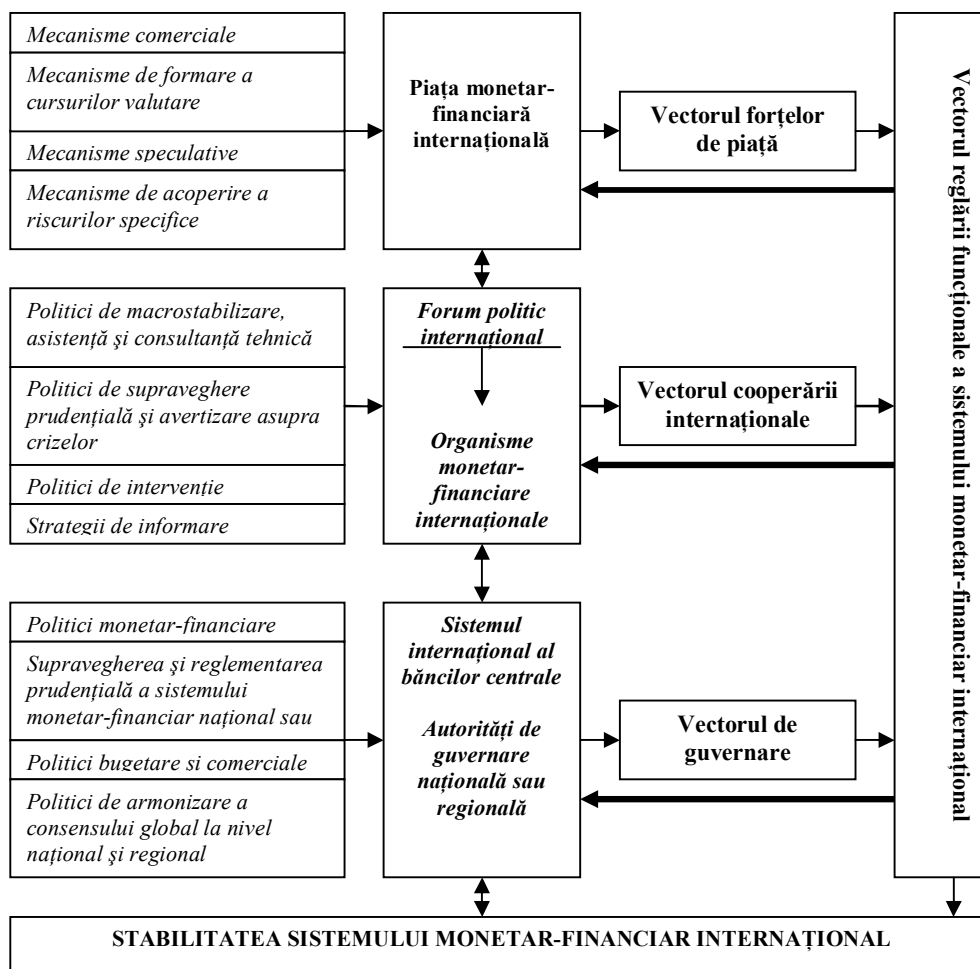 Mecanisme comerciale
Mecanisme de formare a
cursurilor valutare
Mecanisme speculative
Mecanisme de acoperire a
riscurilor specifice
Piața monetar-
financiară
internațională
Vectorul forțelor
de piață
Politici de macrostabilizare,
asistență şi consultanță tehnică
Politici de supraveghere
prudențială şi avertizare asupra
crizelor
Politici de intervenție
Strategii de informare
Forum politic
internațional
Organisme
monetar-
financiare
internaționale
Vectorul cooperării
internaționale
Politici monetar-financiare
Supravegherea şi reglementarea
prudențială a sistemului
monetar-financiar național sau
Politici bugetare si comerciale
Politici de armonizare a
consensului global la nivel
național şi regional
Sistemul
internațional al
băncilor centrale
Autorități de
guvernare
națională sau
regională
Vectorul de
guvernare
Vectorul reglării funcționale a sistemului monetar-financiar internațional
STABILITATEA SISTEMULUI MONETAR-FINANCIAR INTERNAȚIONAL